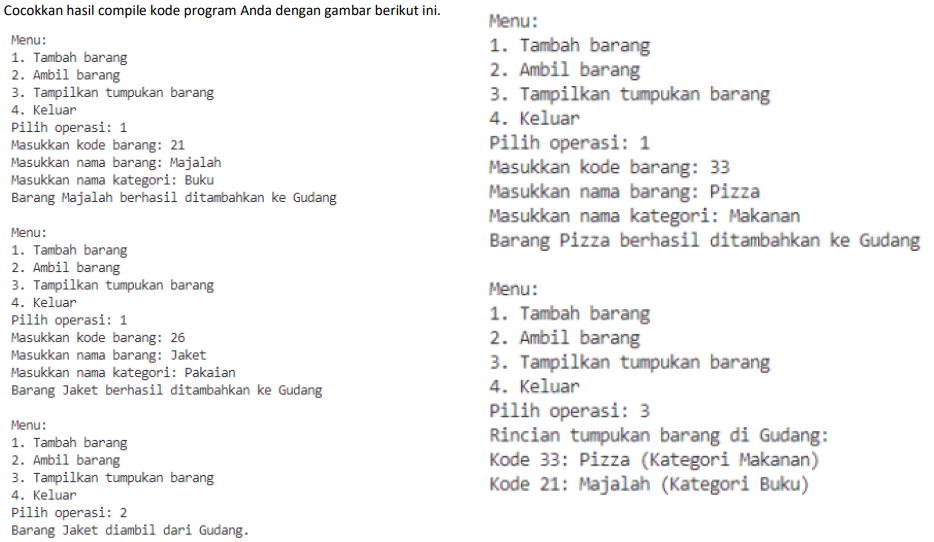 Cocokkan hasil compile kode program Anda dengan gambar berikut ini.
Menu:
1. Tambah barang
2. Ambil barang
3. Tampilkan tumpukan barang
4. Keluar
Pilih operasi: 1
Masukkan kode barang: 21
Masukkan nama barang: Majalah
Masukkan nama kategori: Buku
Barang Majalah berhasil ditambahkan ke Gudang
Menu:
1. Tambah barang
2. Ambil barang
3. Tampilkan tumpukan barang
4. Keluar
Pilih operasi: 1
Masukkan kode barang: 26
Masukkan nama barang: Jaket
Masukkan nama kategori: Pakaian
Barang Jaket berhasil ditambahkan ke Gudang
Menu:
1. Tambah barang
2. Ambil barang
3. Tampilkan tumpukan barang
4. Keluar
Pilih operasi: 2
Barang Jaket diambil dari Gudang.
Menu:
1. Tambah barang
2. Ambil barang
3. Tampilkan tumpukan barang
4. Keluar
Pilih operasi: 1
Masukkan kode barang: 33
Masukkan nama barang: Pizza
Masukkan nama kategori: Makanan
Barang Pizza berhasil ditambahkan ke Gudang
Menu:
1. Tambah barang
2. Ambil barang
3. Tampilkan tumpukan barang
4. Keluar
Pilih operasi: 3
Rincian tumpukan barang di Gudang:
Kode 33: Pizza (Kategori Makanan)
Kode 21: Majalah (Kategori Buku)